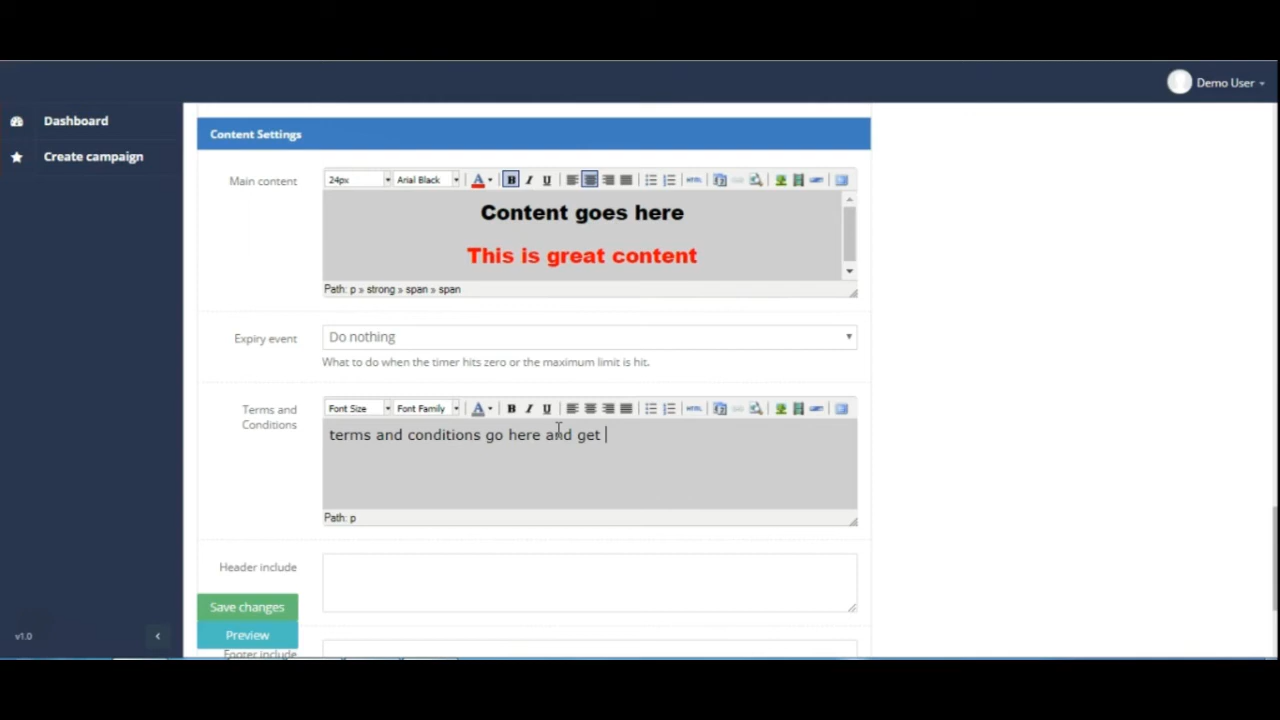 Demo User
Dashboard
Create campaign
Content Settings
Main content
24px Arial Black A B I U HTML
Content goes here
This is great content
Path: p » strong » span » span
Expiry event
Do nothing
What to do when the timer hits zero or the maximum limit is hit.
Terms and
Conditions
Font Size Font Family A B I U HTML
terms and conditions go here and get
Path: p
Header include
Save changes
Preview
Footer include
v1.0